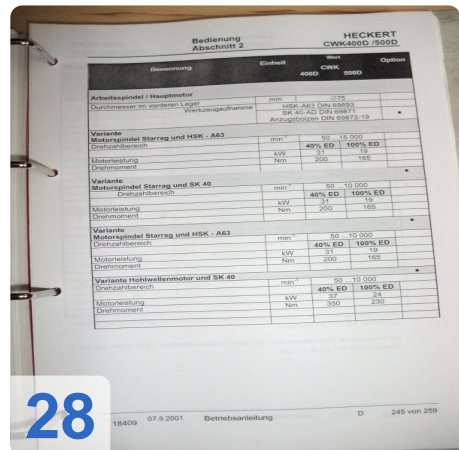 Bedienung HECKERT
Abschnitt 2 CWK400D /500D
Benennung Einheit Wert Option
CWK
400D 500D
Arbeitsspindel / Hauptmotor
Durchmesser im vorderen Lager mm ∅75
Werkzeugaufnahme HSK-A63 DIN 69893
SK 40-AD DIN 69871 •
Anzugsbolzen DIN 69872-19
Variante
Motorspindel Starrag und HSK - A63
Drehzahlbereich min⁻¹ 50 ...15 000
40% ED 100% ED
Motorleistung kW 31 19
Drehmoment Nm 200 165
Variante •
Motorspindel Starrag und SK 40
Drehzahlbereich min⁻¹ 50 ...10 000
40% ED 100% ED
Motorleistung kW 31 19
Drehmoment Nm 200 165
Variante •
Motorspindel Starrag und HSK - A63
Drehzahlbereich min⁻¹ 50 ...10 000
40% ED 100% ED
Motorleistung kW 31 19
Drehmoment Nm 200 165
Variante Hohlwellenmotor und SK 40 •
Drehzahlbereich min⁻¹ 50 ...10 000
40% ED 100% ED
Motorleistung kW 37 24
Drehmoment Nm 350 230
28
18409 07.9.2001 Betriebsanleitung D 245 von 259